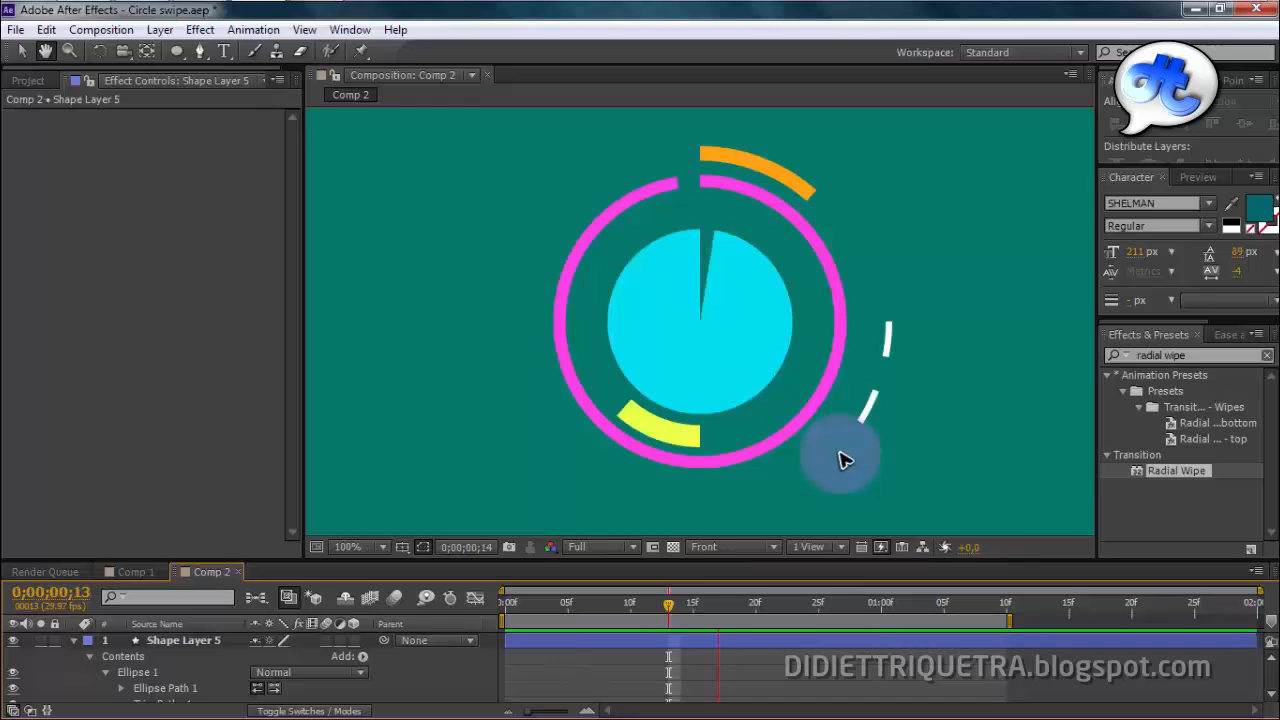 Adobe After Effects - Circle swipe.aep *
File Edit Composition Layer Effect Animation View Window Help
Workspace: Standard
Project Effect Controls: Shape Layer 5 Composition: Comp 2
Comp 2 • Shape Layer 5
Comp 2
Distribute Layers:
Character Preview
SHELMAN
Regular
211 px 89 px
Metrics -4
- px
Effects & Presets Ease a
radial wipe
* Animation Presets
Presets
Transit... - Wipes
Radial ...bottom
Radial ... - top
Transition
Radial Wipe
100% 0;00;00;14 Full Front 1 View +0,0
Render Queue Comp 1 Comp 2
0;00;00;13
00013 (29.97 fps)
:00f 05f 10f 15f 20f 25f 01:00f 05f 10f 15f 20f 25f 02:0
# Source Name Parent
1 Shape Layer 5 None
Contents Add:
Ellipse 1 Normal
Ellipse Path 1
Toggle Switches / Modes
DIDIETTRIQUETRA.blogspot.com